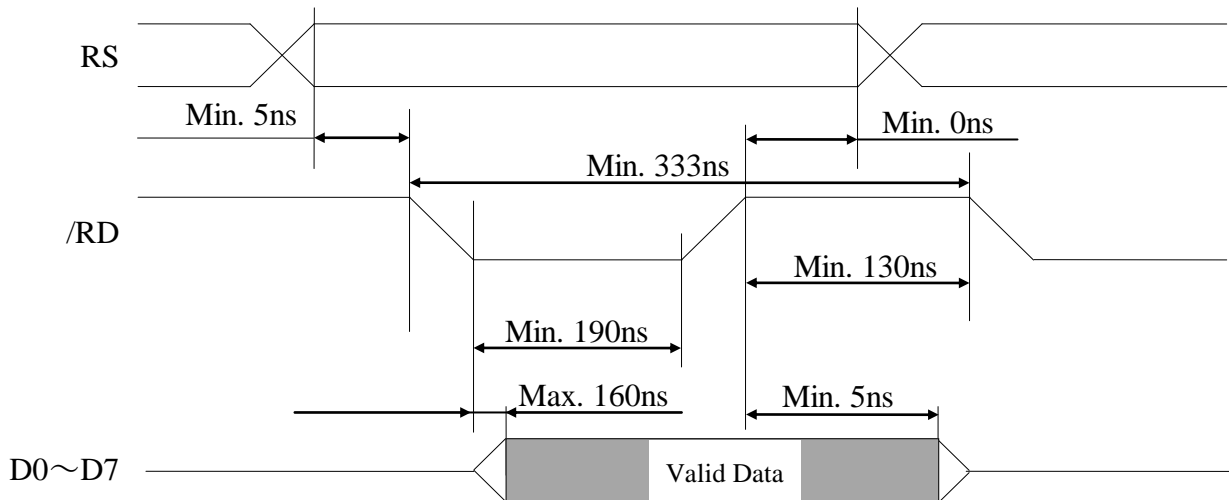 RS
Min. 5ns
Min. 0ns
Min. 333ns
/RD
Min. 130ns
Min. 190ns
Max. 160ns
Min. 5ns
D0～D7
Valid Data